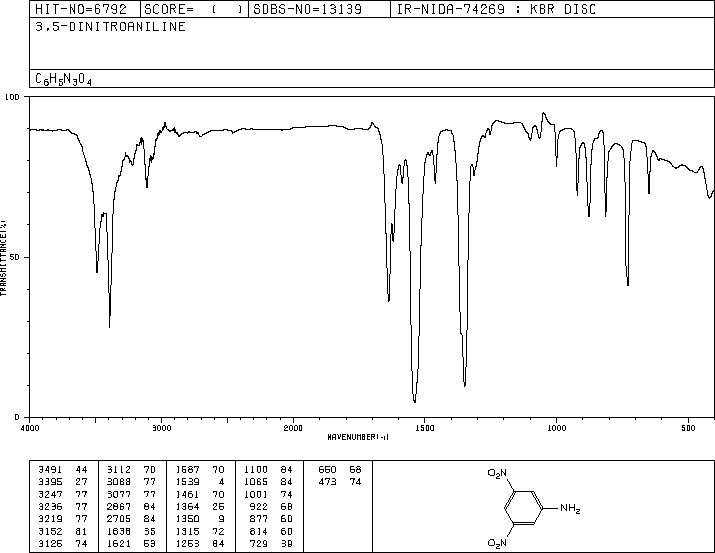 HIT-NO=6792 SCORE= ( ) SDBS-NO=13139 IR-NIDA-74269 : KBR DISC
3,5-DINITROANILINE
C6H5N3O4
100
50
0
TRANSMITTANCE(%)
4000 3000 2000 1500 1000 500
WAVENUMBER(-1)
3491 44 3112 70 1587 70 1100 84 650 68
3395 27 3088 77 1539 4 1065 84 473 74
3247 77 3077 77 1461 70 1001 74
3236 77 2867 84 1364 25 922 68
3219 77 2705 84 1350 9 877 60
3152 81 1638 35 1315 72 814 60
3125 74 1621 53 1253 84 729 39
O2N
NH2
O2N